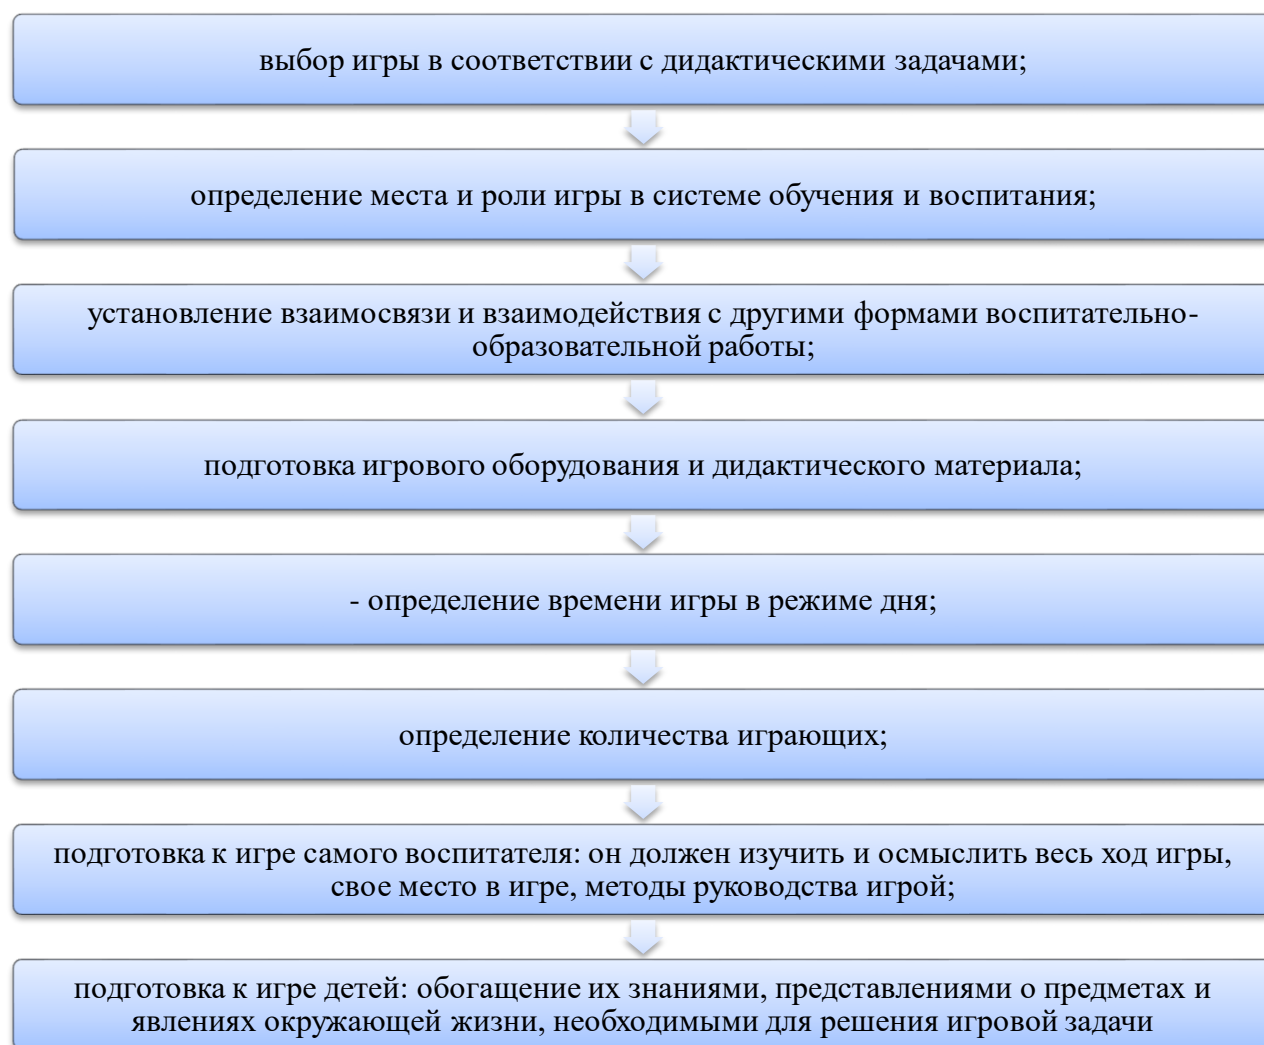 выбор игры в соответствии с дидактическими задачами;
определение места и роли игры в системе обучения и воспитания;
установление взаимосвязи и взаимодействия с другими формами воспитательно-
образовательной работы;
подготовка игрового оборудования и дидактического материала;
- определение времени игры в режиме дня;
определение количества играющих;
подготовка к игре самого воспитателя: он должен изучить и осмыслить весь ход игры,
свое место в игре, методы руководства игрой;
подготовка к игре детей: обогащение их знаниями, представлениями о предметах и
явлениях окружающей жизни, необходимыми для решения игровой задачи